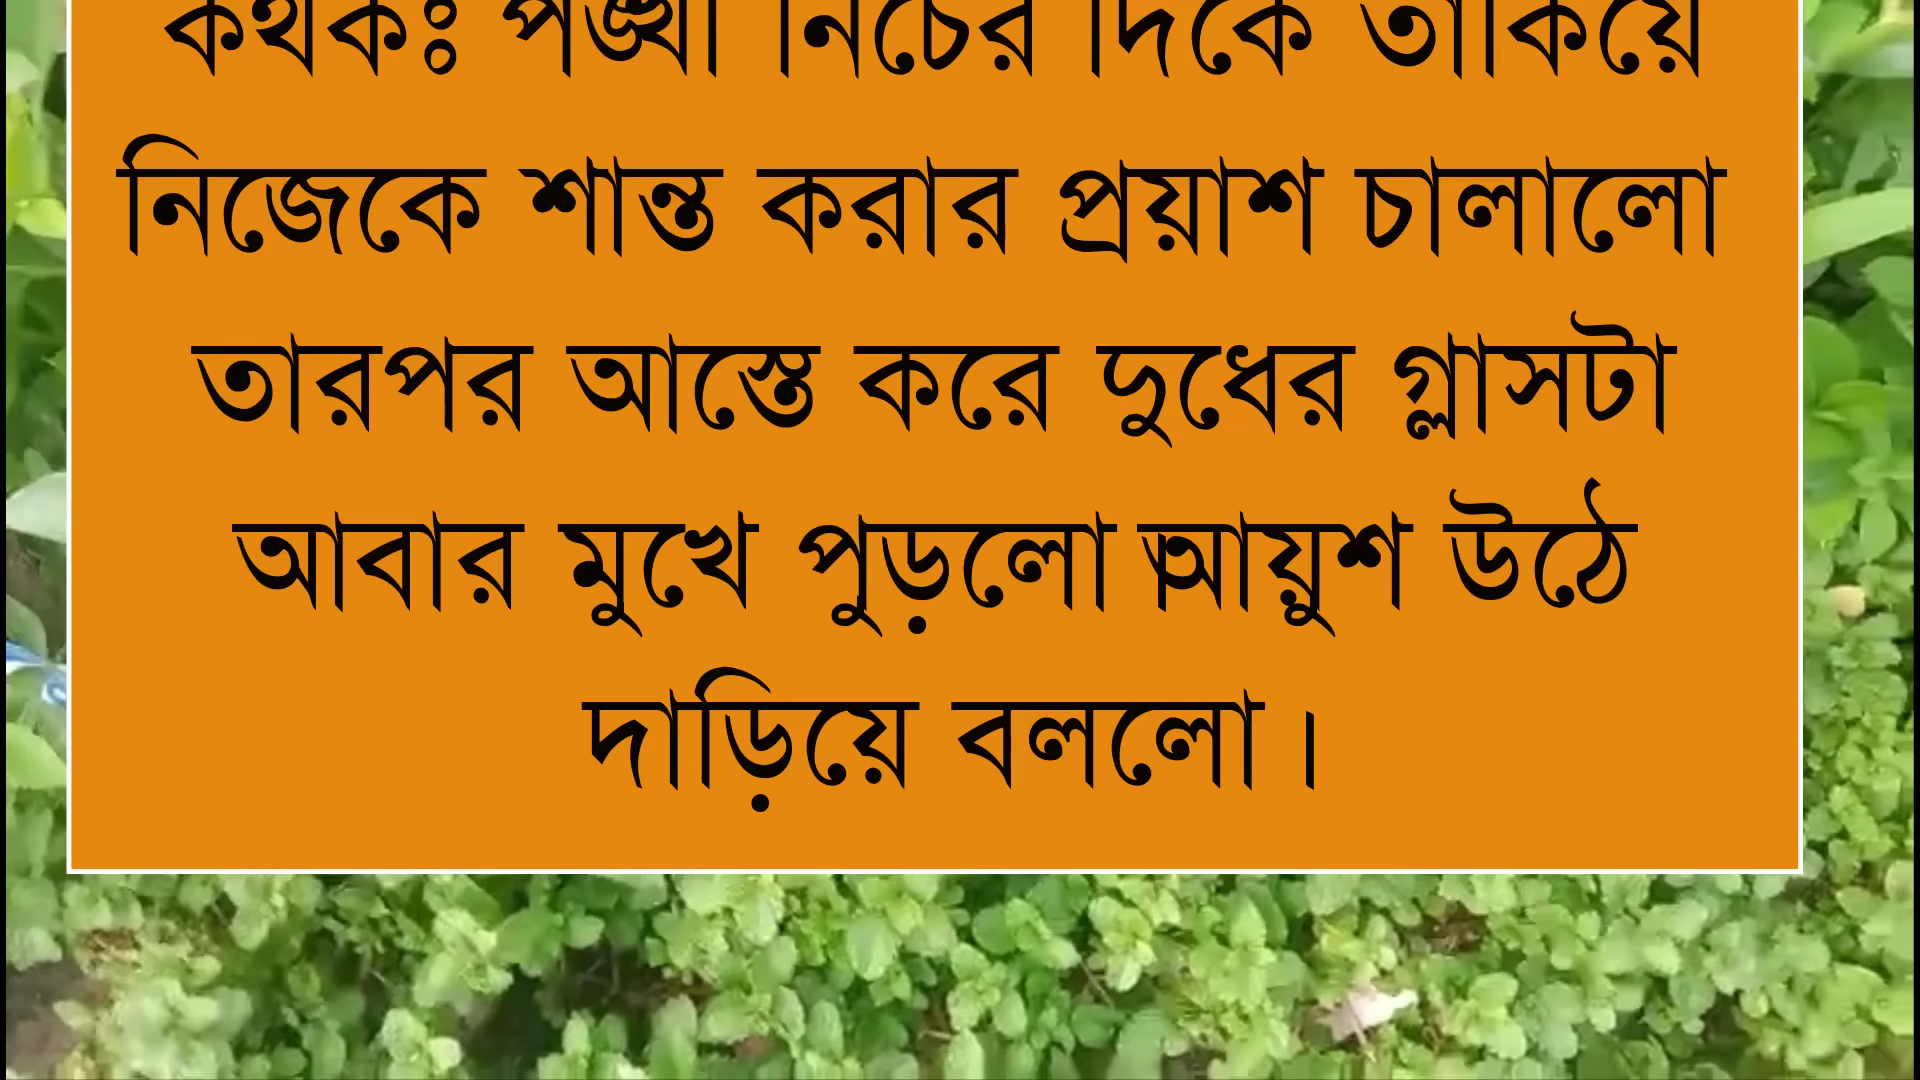 কথকঃ পঙ্খী নিচের দিকে তাকিয়ে
নিজেকে শান্ত করার প্রয়াশ চালালো
তারপর আস্তে করে দুধের গ্লাসটা
আবার মুখে পুড়লো।আয়ুশ উঠে
দাড়িয়ে বললো।